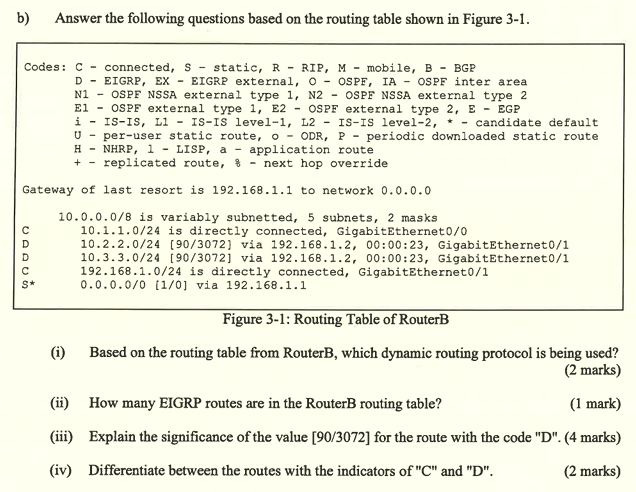 b) Answer the following questions based on the routing table shown in Figure 3-1.
Codes: C - connected, S - static, R - RIP, M - mobile, B - BGP
D - EIGRP, EX - EIGRP external, O - OSPF, IA - OSPF inter area
N1 - OSPF NSSA external type 1, N2 - OSPF NSSA external type 2
E1 - OSPF external type 1, E2 - OSPF external type 2, E - EGP
i - IS-IS, L1 - IS-IS level-1, L2 - IS-IS level-2, * - candidate default
U - per-user static route, o - ODR, P - periodic downloaded static route
H - NHRP, l - LISP, a - application route
+ - replicated route, % - next hop override
Gateway of last resort is 192.168.1.1 to network 0.0.0.0
10.0.0.0/8 is variably subnetted, 5 subnets, 2 masks
C 10.1.1.0/24 is directly connected, GigabitEthernet0/0
D 10.2.2.0/24 [90/3072] via 192.168.1.2, 00:00:23, GigabitEthernet0/1
D 10.3.3.0/24 [90/3072] via 192.168.1.2, 00:00:23, GigabitEthernet0/1
C 192.168.1.0/24 is directly connected, GigabitEthernet0/1
S* 0.0.0.0/0 [1/0] via 192.168.1.1
Figure 3-1: Routing Table of RouterB
(i) Based on the routing table from RouterB, which dynamic routing protocol is being used?
(2 marks)
(ii) How many EIGRP routes are in the RouterB routing table? (1 mark)
(iii) Explain the significance of the value [90/3072] for the route with the code "D". (4 marks)
(iv) Differentiate between the routes with the indicators of "C" and "D". (2 marks)